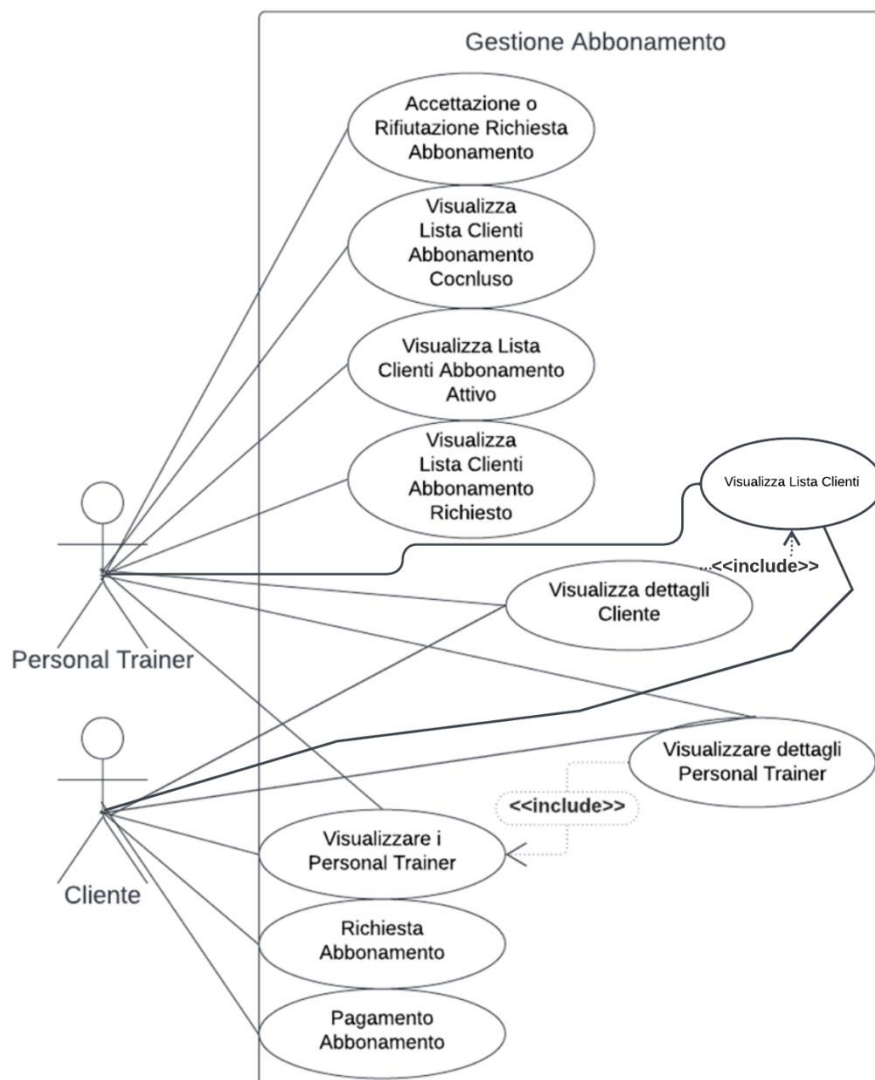 Gestione Abbonamento
Accettazione o
Rifiutazione Richiesta
Abbonamento
Visualizza
Lista Clienti
Abbonamento
Cocnluso
Visualizza Lista
Clienti Abbonamento
Attivo
Visualizza
Lista Clienti
Abbonamento
Richiesto
Visualizza Lista Clienti
<<include>>
Visualizza dettagli
Cliente
Personal Trainer
Visualizzare dettagli
Personal Trainer
<<include>>
Visualizzare i
Personal Trainer
Cliente
Richiesta
Abbonamento
Pagamento
Abbonamento